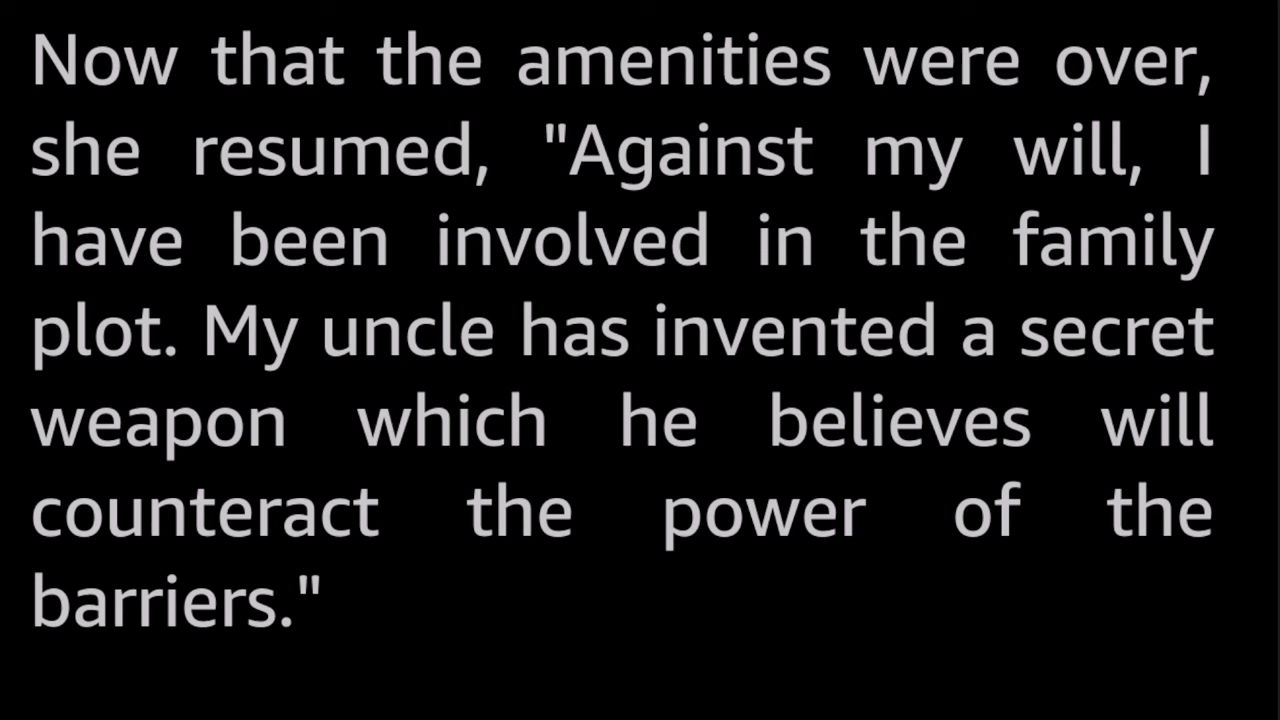 Now that the amenities were over,
she resumed, "Against my will, I
have been involved in the family
plot. My uncle has invented a secret
weapon which he believes will
counteract the power of the
barriers."